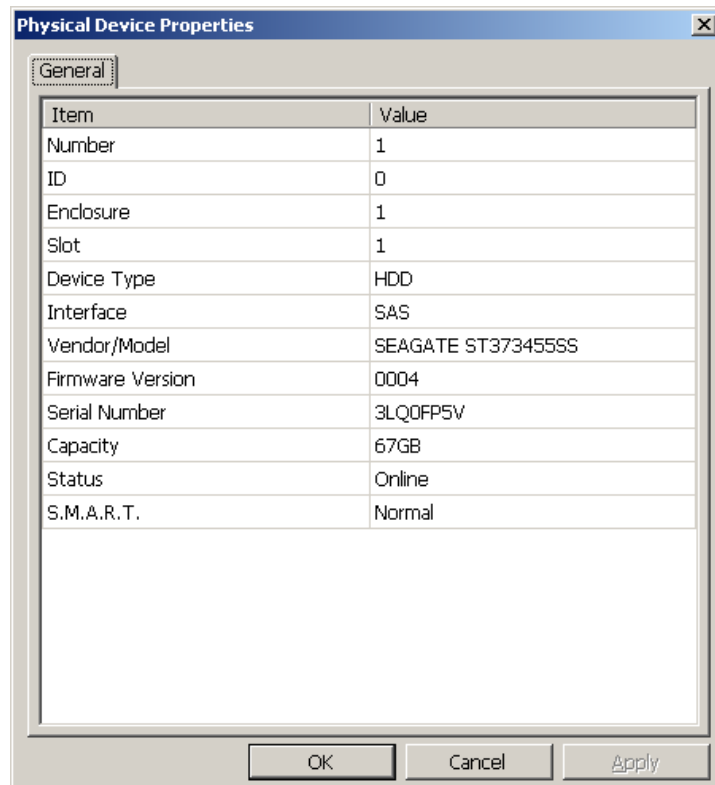 Physical Device Properties
General
Item Value
Number 1
ID 0
Enclosure 1
Slot 1
Device Type HDD
Interface SAS
Vendor/Model SEAGATE ST373455SS
Firmware Version 0004
Serial Number 3LQ0FP5V
Capacity 67GB
Status Online
S.M.A.R.T. Normal
OK Cancel Apply